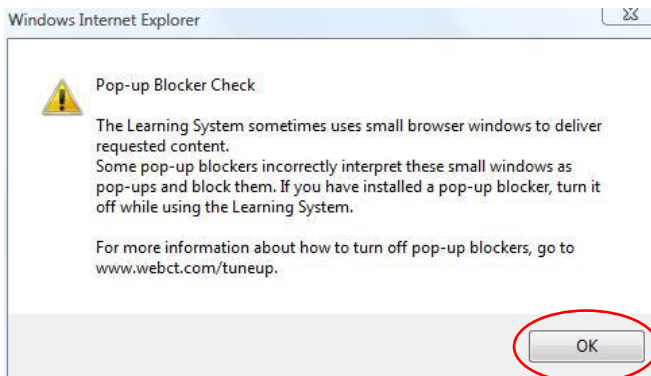 Windows Internet Explorer
Pop-up Blocker Check
The Learning System sometimes uses small browser windows to deliver
requested content.
Some pop-up blockers incorrectly interpret these small windows as
pop-ups and block them. If you have installed a pop-up blocker, turn it
off while using the Learning System.
For more information about how to turn off pop-up blockers, go to
www.webct.com/tuneup.
OK